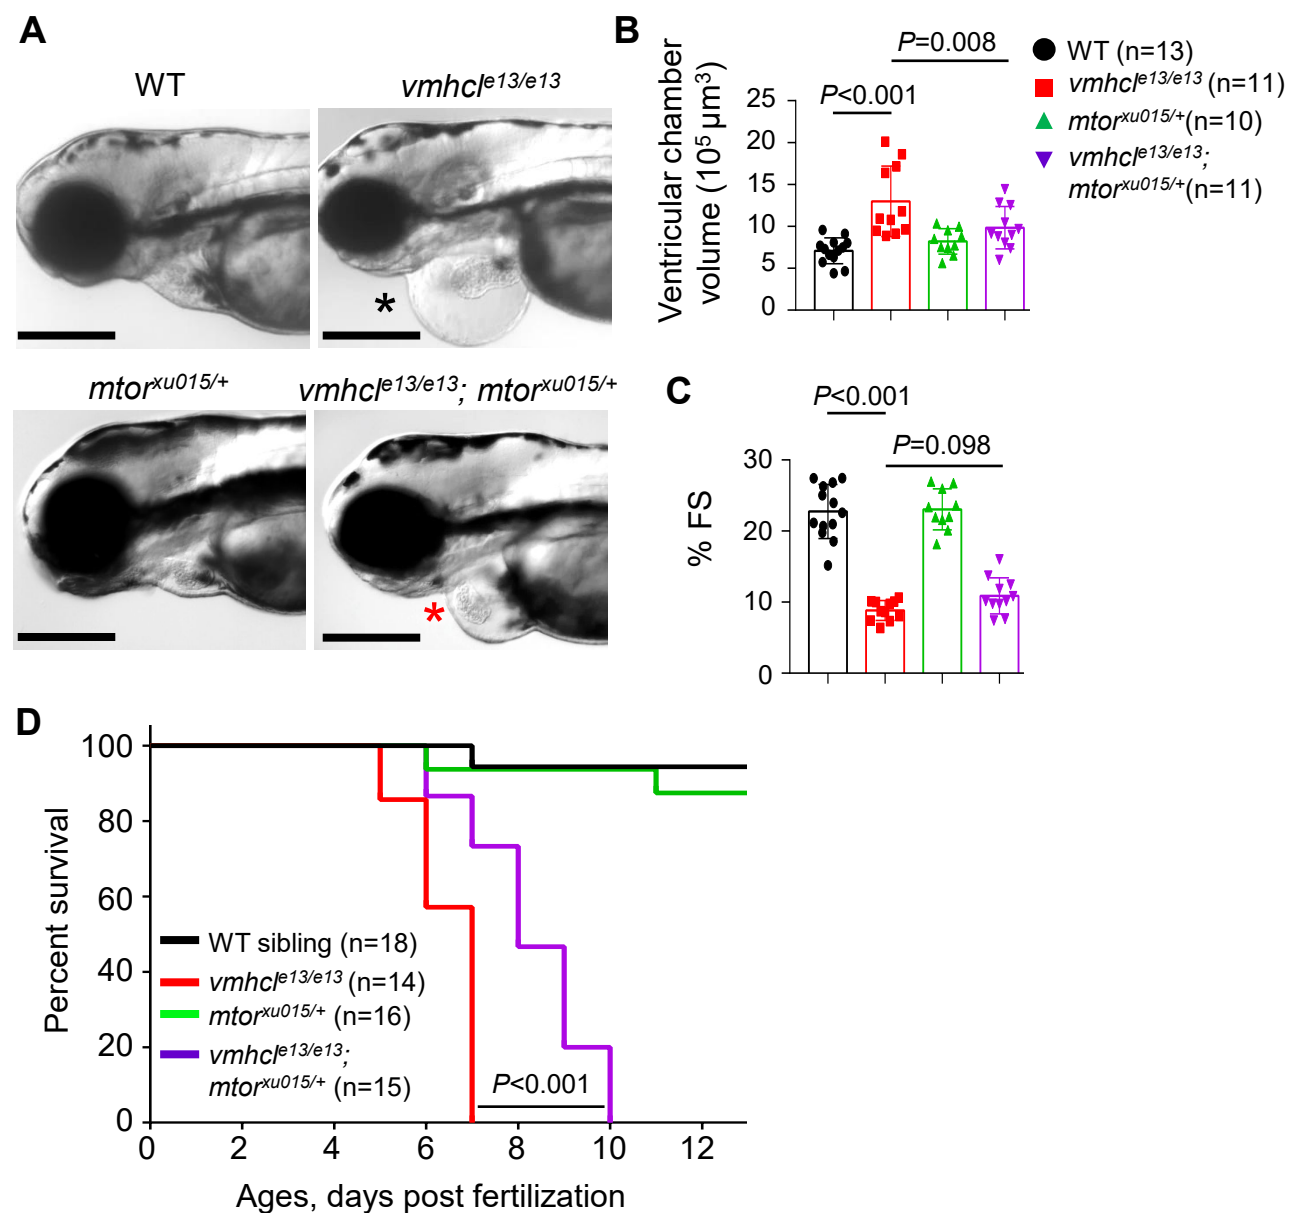 A
WT
vmhcl^e13/e13
*
mtor^xu015/+
vmhcl^e13/e13; mtor^xu015/+
*
B
Ventricular chamber
volume (10^5 µm^3)
25
20
15
10
5
0
P<0.001
P=0.008
WT (n=13)
vmhcl^e13/e13 (n=11)
mtor^xu015/+ (n=10)
vmhcl^e13/e13;
mtor^xu015/+ (n=11)
C
% FS
30
20
10
0
P<0.001
P=0.098
D
Percent survival
100
80
60
40
20
0
WT sibling (n=18)
vmhcl^e13/e13 (n=14)
mtor^xu015/+ (n=16)
vmhcl^e13/e13;
mtor^xu015/+ (n=15)
P<0.001
0 2 4 6 8 10 12
Ages, days post fertilization